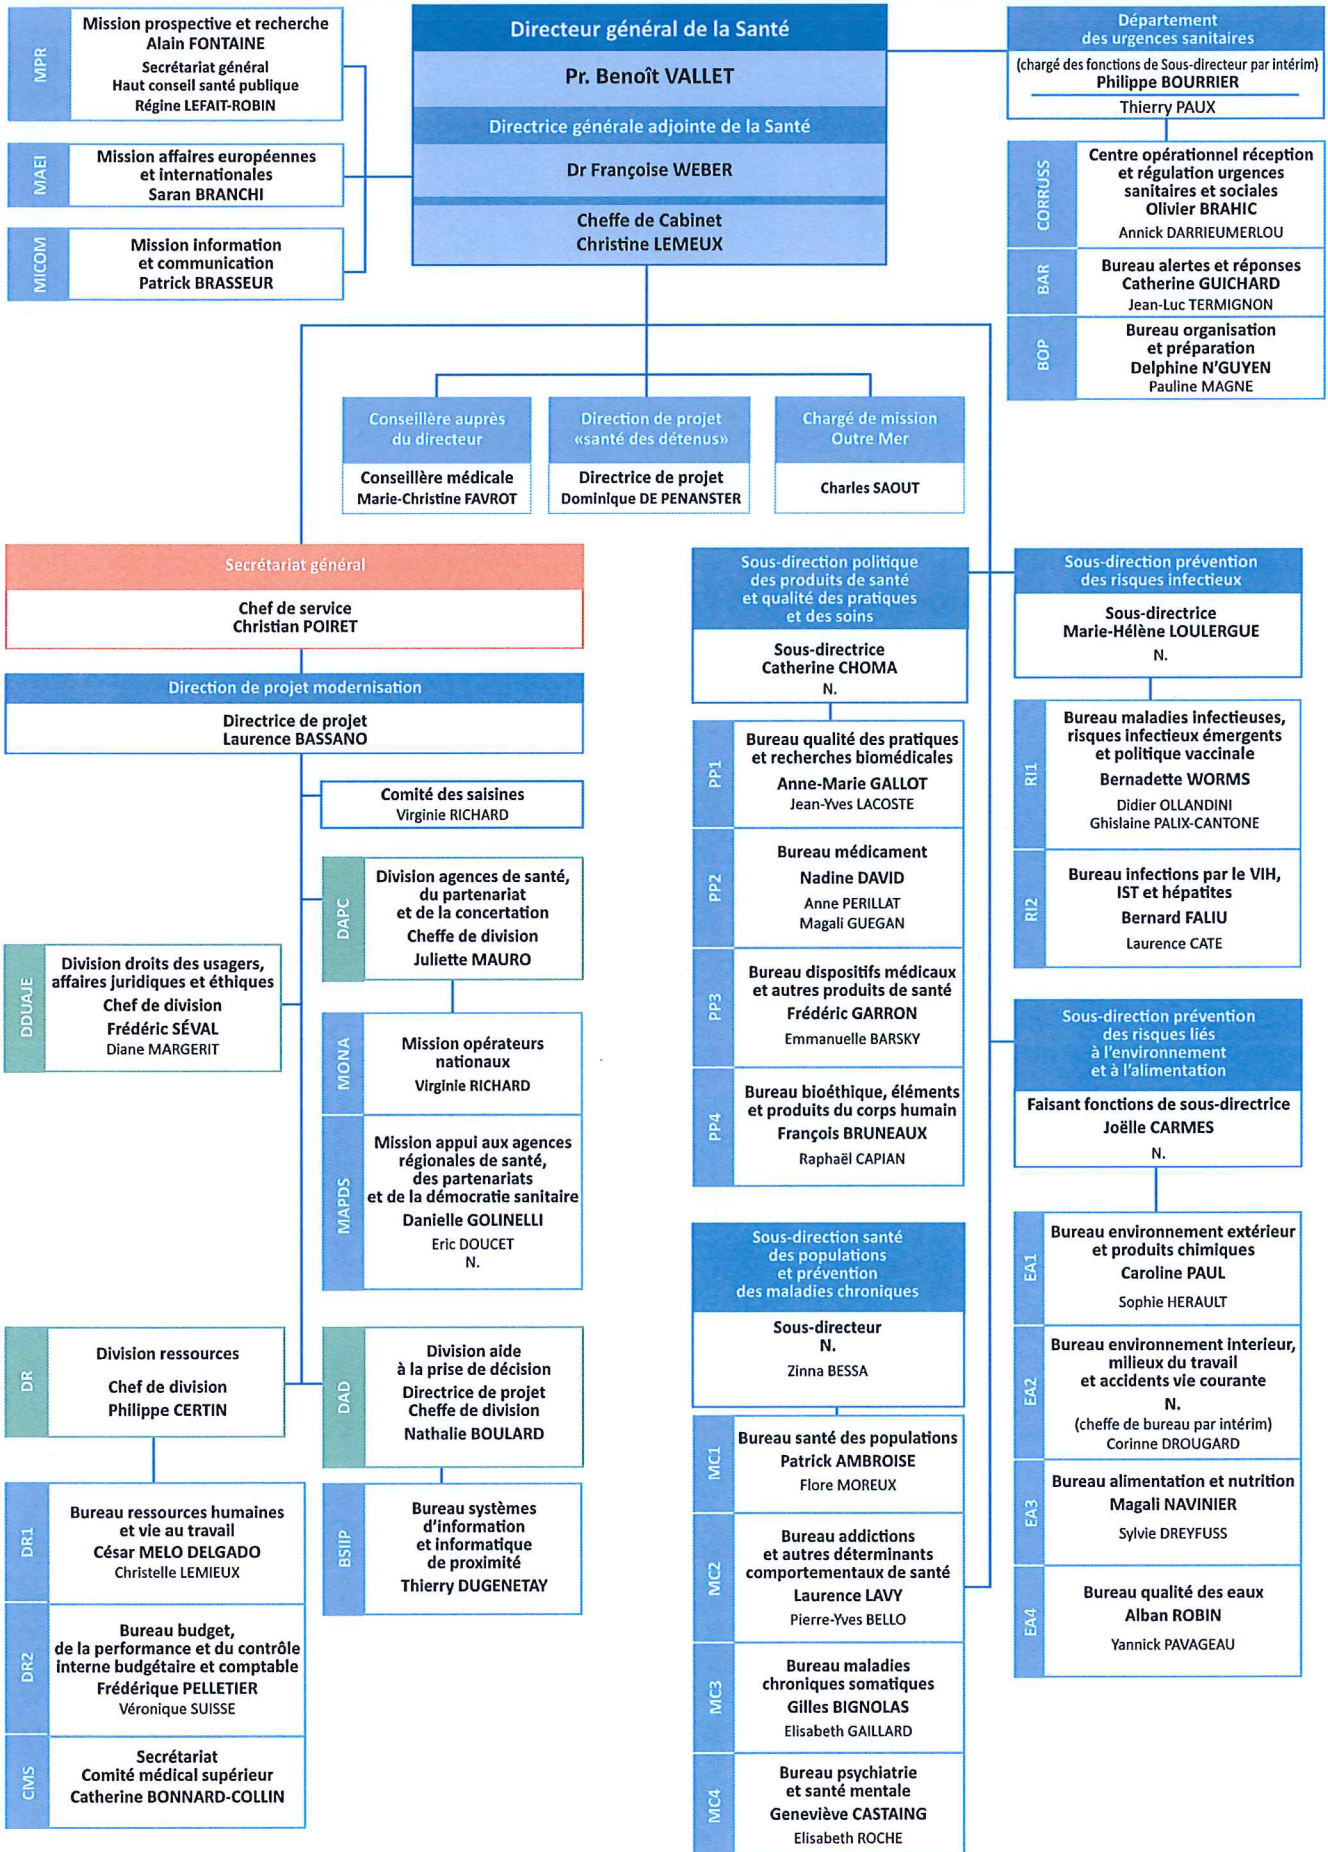 MPR
Mission prospective et recherche
Alain FONTAINE
Secrétariat général
Haut conseil santé publique
Régine LEFAIT-ROBIN
MAEI
Mission affaires européennes
et internationales
Saran BRANCHI
MICOM
Mission information
et communication
Patrick BRASSEUR
Directeur général de la Santé
Pr. Benoît VALLET
Directrice générale adjointe de la Santé
Dr Françoise WEBER
Cheffe de Cabinet
Christine LEMEUX
Département
des urgences sanitaires
(chargé des fonctions de Sous-directeur par intérim)
Philippe BOURRIER
Thierry PAUX
CORRUSS
Centre opérationnel réception
et régulation urgences
sanitaires et sociales
Olivier BRAHIC
Annick DARRIEUMERLOU
BAR
Bureau alertes et réponses
Catherine GUICHARD
Jean-Luc TERMIGNON
BOP
Bureau organisation
et préparation
Delphine N'GUYEN
Pauline MAGNE
Conseillère auprès
du directeur
Conseillère médicale
Marie-Christine FAVROT
Direction de projet
«santé des détenus»
Directrice de projet
Dominique DE PENANSTER
Chargé de mission
Outre Mer
Charles SAOUT
Secrétariat général
Chef de service
Christian POIRET
Direction de projet modernisation
Directrice de projet
Laurence BASSANO
Comité des saisines
Virginie RICHARD
DAPC
Division agences de santé,
du partenariat
et de la concertation
Cheffe de division
Juliette MAURO
DDUAJE
Division droits des usagers,
affaires juridiques et éthiques
Chef de division
Frédéric SÉVAL
Diane MARGERIT
MONA
Mission opérateurs
nationaux
Virginie RICHARD
MAPDS
Mission appui aux agences
régionales de santé,
des partenariats
et de la démocratie sanitaire
Danielle GOLINELLI
Eric DOUCET
N.
DR
Division ressources
Chef de division
Philippe CERTIN
DAD
Division aide
à la prise de décision
Directrice de projet
Cheffe de division
Nathalie BOULARD
DR1
Bureau ressources humaines
et vie au travail
César MELO DELGADO
Christelle LEMIEUX
DR2
Bureau budget,
de la performance et du contrôle
interne budgétaire et comptable
Frédérique PELLETIER
Véronique SUISSE
CMS
Secrétariat
Comité médical supérieur
Catherine BONNARD-COLLIN
BSIIP
Bureau systèmes
d'information
et informatique
de proximité
Thierry DUGENETAY
Sous-direction politique
des produits de santé
et qualité des pratiques
et des soins
Sous-directrice
Catherine CHOMA
N.
PP1
Bureau qualité des pratiques
et recherches biomédicales
Anne-Marie GALLOT
Jean-Yves LACOSTE
PP2
Bureau médicament
Nadine DAVID
Anne PERILLAT
Magali GUEGAN
PP3
Bureau dispositifs médicaux
et autres produits de santé
Frédéric GARRON
Emmanuelle BARSKY
PP4
Bureau bioéthique, éléments
et produits du corps humain
François BRUNEAUX
Raphaël CAPIAN
Sous-direction santé
des populations
et prévention
des maladies chroniques
Sous-directeur
N.
Zinna BESSA
MC1
Bureau santé des populations
Patrick AMBROISE
Flore MOREUX
MC2
Bureau addictions
et autres déterminants
comportementaux de santé
Laurence LAVY
Pierre-Yves BELLO
MC3
Bureau maladies
chroniques somatiques
Gilles BIGNOLAS
Elisabeth GAILLARD
MC4
Bureau psychiatrie
et santé mentale
Geneviève CASTAING
Elisabeth ROCHE
Sous-direction prévention
des risques infectieux
Sous-directrice
Marie-Hélène LOULERGUE
N.
RI1
Bureau maladies infectieuses,
risques infectieux émergents
et politique vaccinale
Bernadette WORMS
Didier OLLANDINI
Ghislaine PALIX-CANTONE
RI2
Bureau infections par le VIH,
IST et hépatites
Bernard FALIU
Laurence CATE
Sous-direction prévention
des risques liés
à l'environnement
et à l'alimentation
Faisant fonctions de sous-directrice
Joëlle CARMES
N.
EA1
Bureau environnement extérieur
et produits chimiques
Caroline PAUL
Sophie HERAULT
EA2
Bureau environnement interieur,
milieux du travail
et accidents vie courante
N.
(cheffe de bureau par intérim)
Corinne DROUGARD
EA3
Bureau alimentation et nutrition
Magali NAVINIER
Sylvie DREYFUSS
EA4
Bureau qualité des eaux
Alban ROBIN
Yannick PAVAGEAU